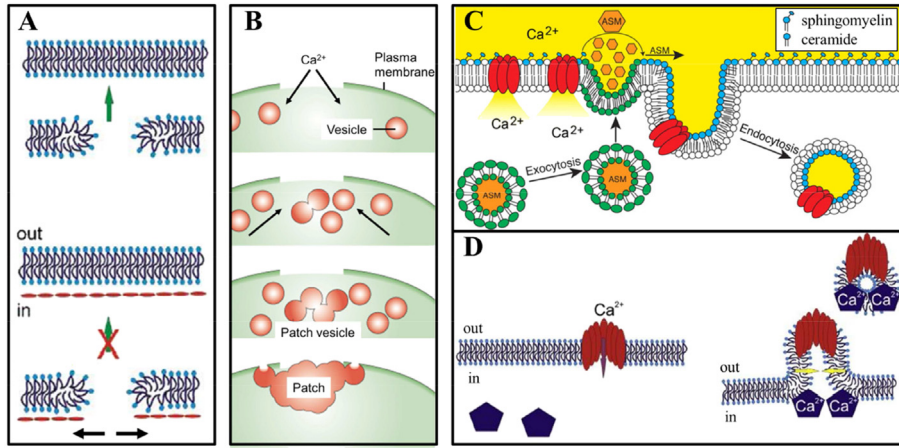 A
out
in
B
Ca²⁺
Plasma
membrane
Vesicle
Patch vesicle
Patch
C
Ca²⁺
ASM
ASM
sphingomyelin
ceramide
Ca²⁺
Ca²⁺
ASM
Exocytosis
ASM
Endocytosis
D
Ca²⁺
out
in
Ca²⁺
Ca²⁺
out
in
Ca²⁺
Ca²⁺